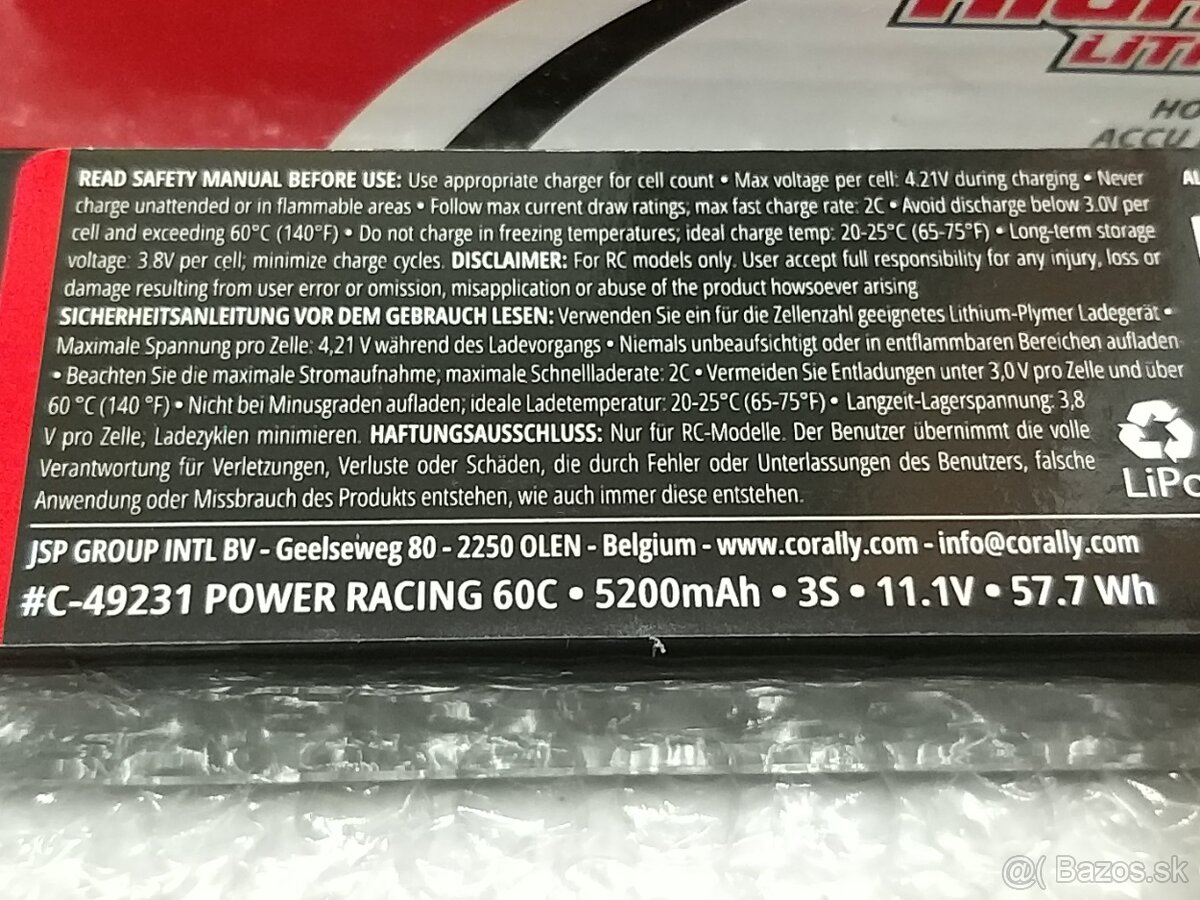 LIT
HO
ACCU
READ SAFETY MANUAL BEFORE USE: Use appropriate charger for cell count • Max voltage per cell: 4.21V during charging • Never
charge unattended or in flammable areas • Follow max current draw ratings; max fast charge rate: 2C • Avoid discharge below 3.0V per
cell and exceeding 60°C (140°F) • Do not charge in freezing temperatures; ideal charge temp: 20-25°C (65-75°F) • Long-term storage
voltage: 3.8V per cell; minimize charge cycles. DISCLAIMER: For RC models only. User accept full responsibility for any injury, loss or
damage resulting from user error or omission, misapplication or abuse of the product howsoever arising
SICHERHEITSANLEITUNG VOR DEM GEBRAUCH LESEN: Verwenden Sie ein für die Zellenzahl geeignetes Lithium-Plymer Ladegerät •
Maximale Spannung pro Zelle: 4,21 V während des Ladevorgangs • Niemals unbeaufsichtigt oder in entflammbaren Bereichen aufladen
• Beachten Sie die maximale Stromaufnahme; maximale Schnellladerate: 2C • Vermeiden Sie Entladungen unter 3,0 V pro Zelle und über
60 °C (140 °F) • Nicht bei Minusgraden aufladen; ideale Ladetemperatur: 20-25°C (65-75°F) • Langzeit-Lagerspannung: 3,8
V pro Zelle, Ladezyklen minimieren. HAFTUNGSAUSSCHLUSS: Nur für RC-Modelle. Der Benutzer übernimmt die volle
Verantwortung für Verletzungen, Verluste oder Schäden, die durch Fehler oder Unterlassungen des Benutzers, falsche
Anwendung oder Missbrauch des Produkts entstehen, wie auch immer diese entstehen.
LiPo
JSP GROUP INTL BV - Geelseweg 80 - 2250 OLEN - Belgium - www.corally.com - info@corally.com
#C-49231 POWER RACING 60C • 5200mAh • 3S • 11.1V • 57.7 Wh
@( Bazos.sk